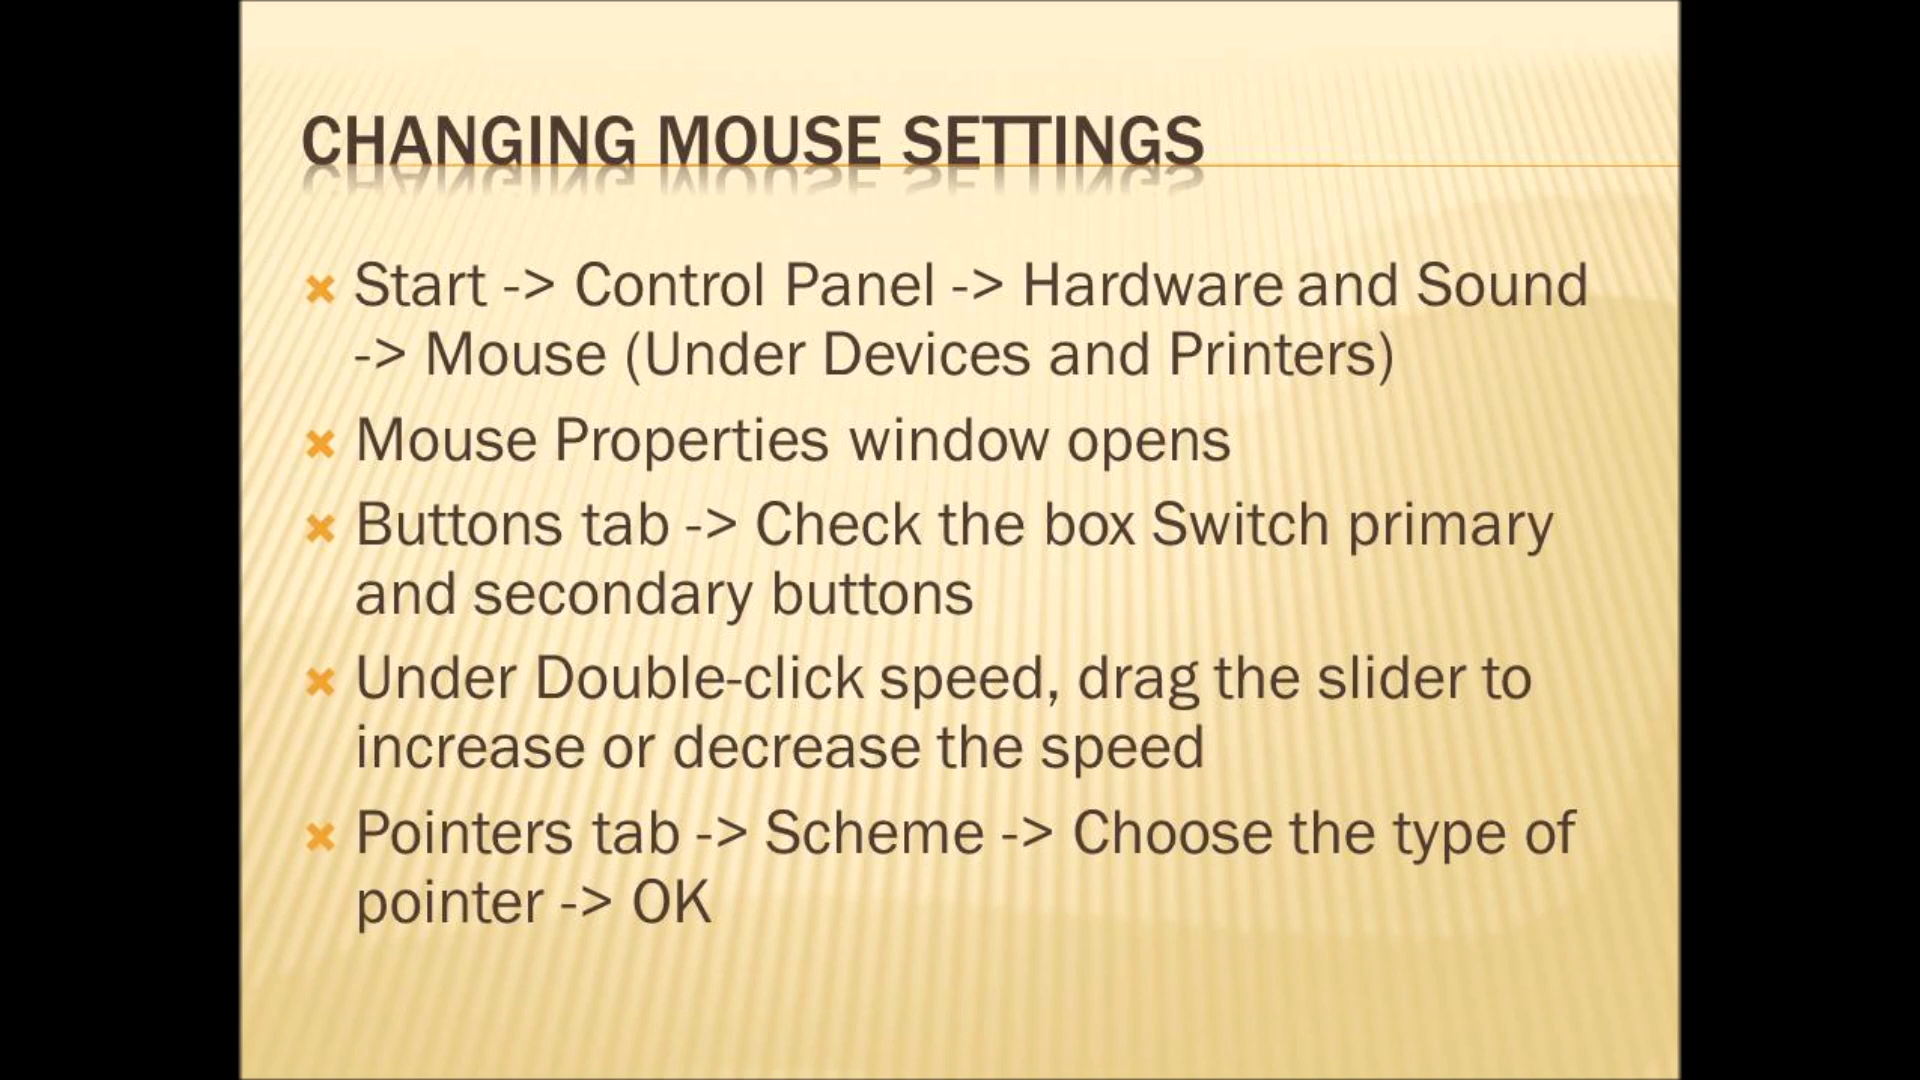 CHANGING MOUSE SETTINGS
Start -> Control Panel -> Hardware and Sound
-> Mouse (Under Devices and Printers)
Mouse Properties window opens
Buttons tab -> Check the box Switch primary
and secondary buttons
Under Double-click speed, drag the slider to
increase or decrease the speed
Pointers tab -> Scheme -> Choose the type of
pointer -> OK